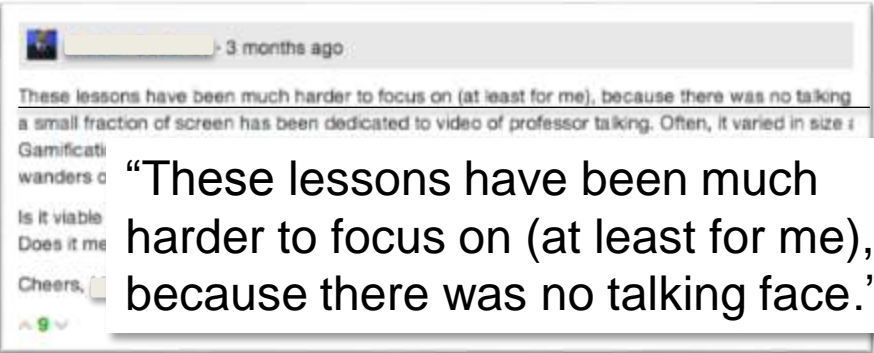 - 3 months ago
These lessons have been much harder to focus on (at least for me), because there was no talking
a small fraction of screen has been dedicated to video of professor talking. Often, it varied in size
Gamificati
wanders o
Is it viable
Does it me
Cheers,
9
“These lessons have been much
harder to focus on (at least for me),
because there was no talking face.’